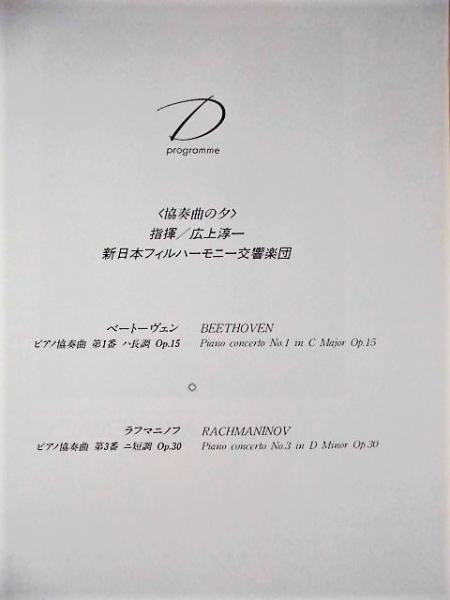 D
programme
〈協奏曲の夕〉
指揮／広上淳一
新日本フィルハーモニー交響楽団
ベートーヴェン BEETHOVEN
ピアノ協奏曲 第1番 ハ長調 Op.15 Piano concerto No.1 in C Major Op.15
ラフマニノフ RACHMANINOV
ピアノ協奏曲 第3番 ニ短調 Op.30 Piano concerto No.3 in D Minor Op.30